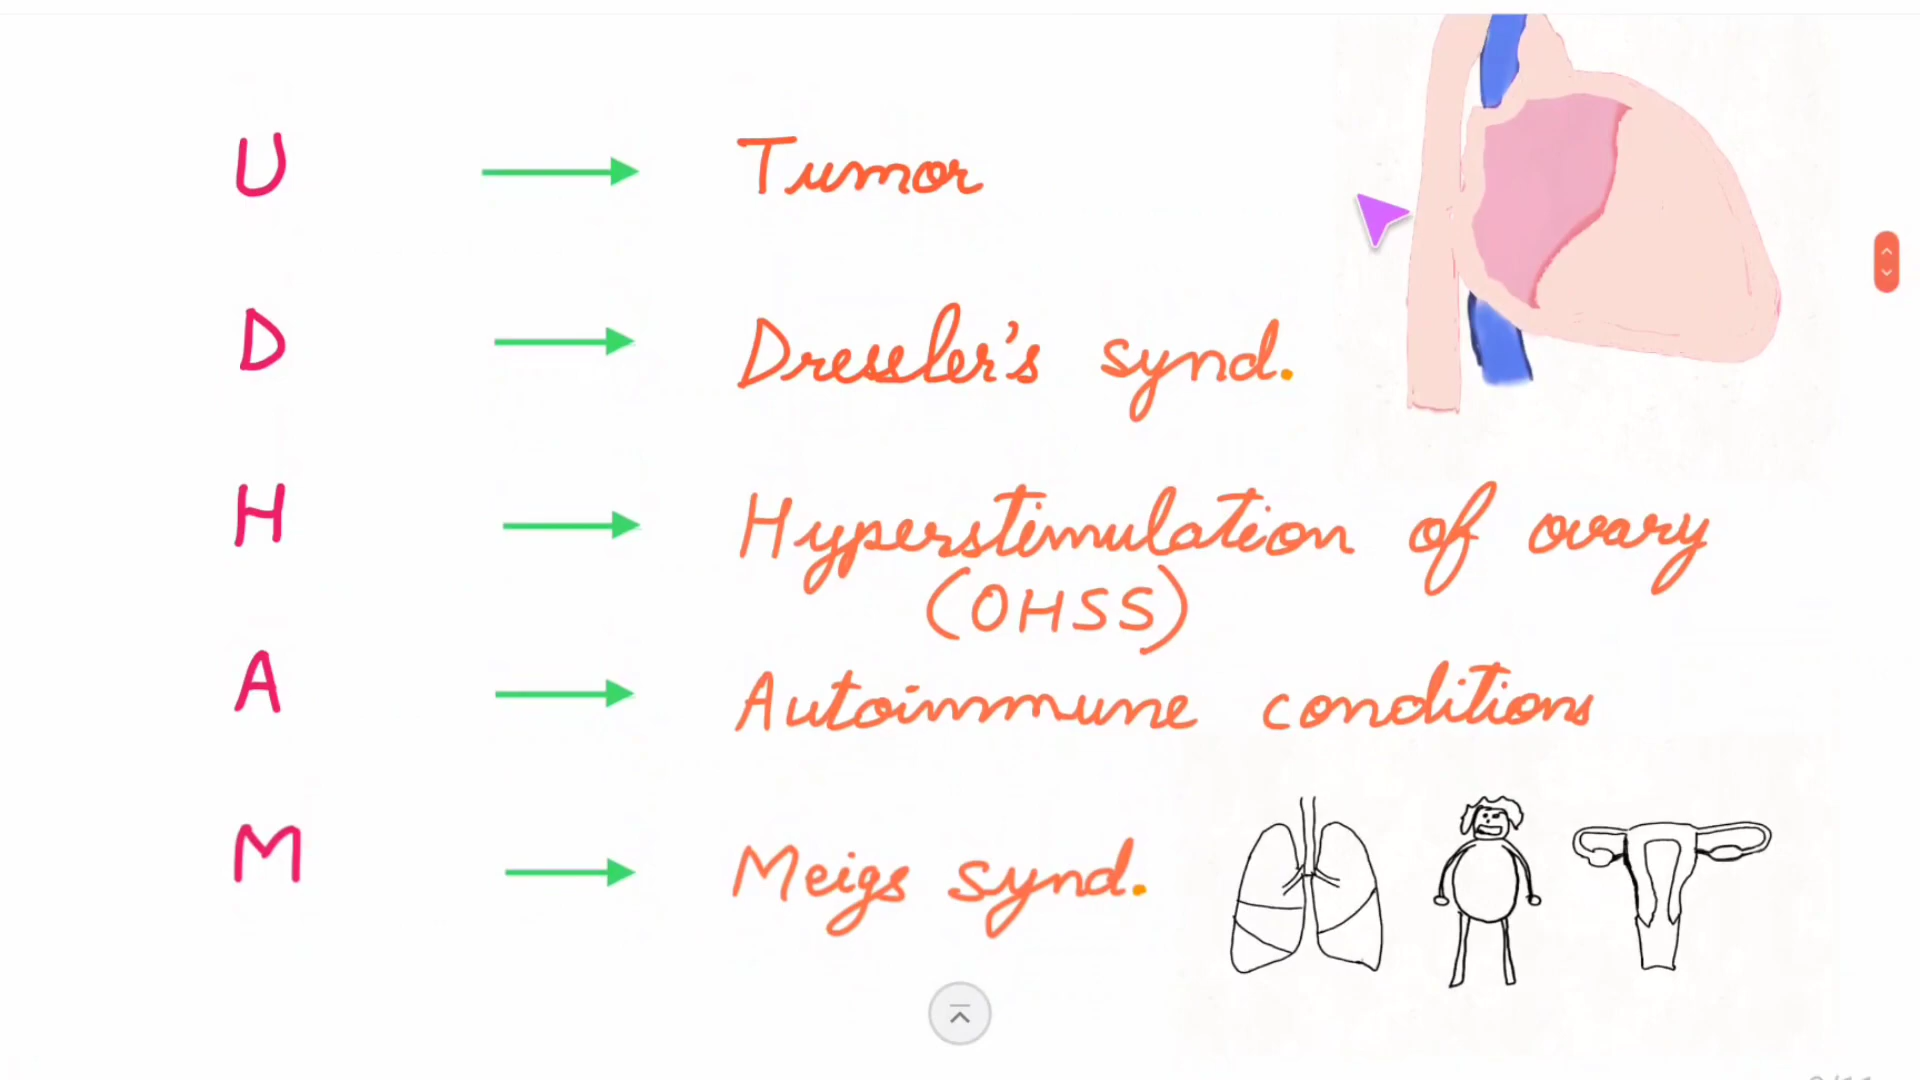 U → Tumor
D → Dressler's synd.
H → Hyperstimulation of ovary
(OHSS)
A → Autoimmune conditions
M → Meigs synd.